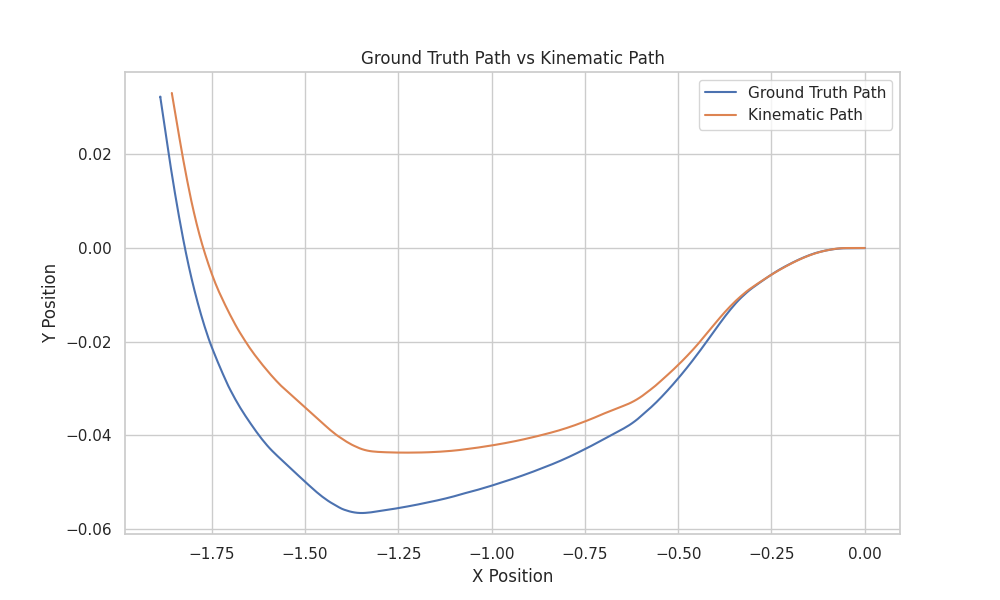 Ground Truth Path vs Kinematic Path
Ground Truth Path
Kinematic Path
0.02
0.00
−0.02
−0.04
−0.06
Y Position
−1.75
−1.50
−1.25
−1.00
−0.75
−0.50
−0.25
0.00
X Position